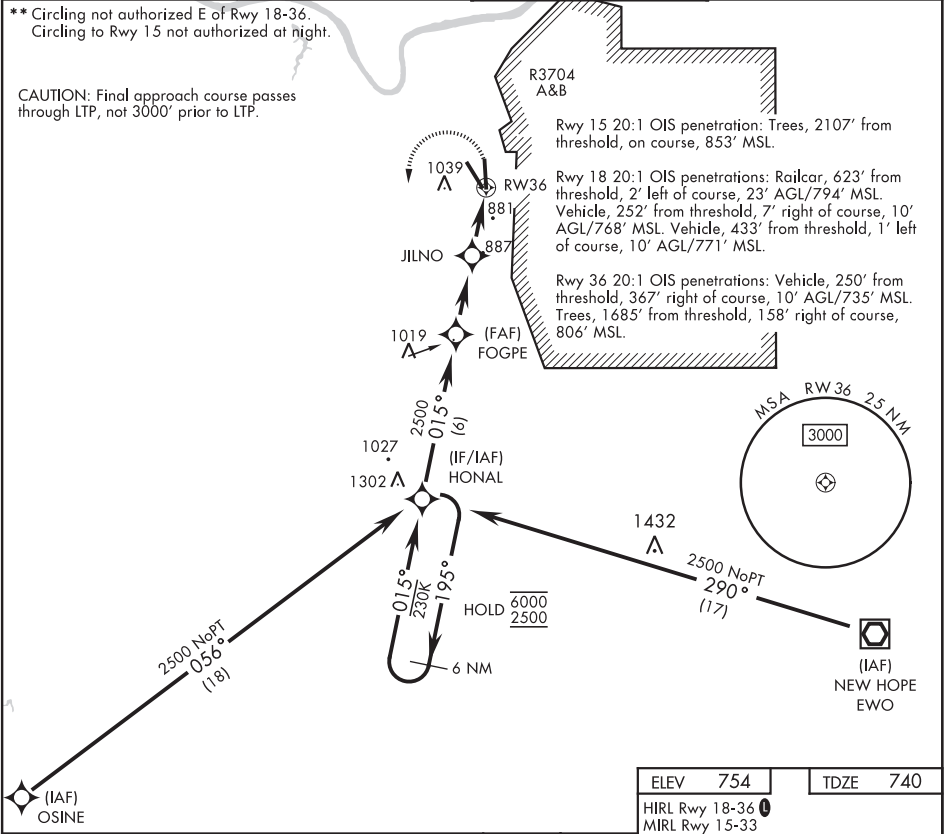 ** Circling not authorized E of Rwy 18-36.
Circling to Rwy 15 not authorized at night.
CAUTION: Final approach course passes
through LTP, not 3000’ prior to LTP.
R3704
A&B
Rwy 15 20:1 OIS penetration: Trees, 2107’ from
threshold, on course, 853’ MSL.
Rwy 18 20:1 OIS penetrations: Railcar, 623’ from
threshold, 2’ left of course, 23’ AGL/794’ MSL.
Vehicle, 252’ from threshold, 7’ right of course, 10’
AGL/768’ MSL. Vehicle, 433’ from threshold, 1’ left
of course, 10’ AGL/771’ MSL.
Rwy 36 20:1 OIS penetrations: Vehicle, 250’ from
threshold, 367’ right of course, 10’ AGL/735’ MSL.
Trees, 1685’ from threshold, 158’ right of course,
806’ MSL.
1039
RW36
881
JILNO
887
1019
(FAF)
FOGPE
2500
015°
(6)
1027
1302
(IF/IAF)
HONAL
MSA RW 36 25 NM
3000
1432
2500 NoPT
290°
(17)
015°
230K
195°
HOLD
6000
2500
6 NM
2500 NoPT
056°
(18)
(IAF)
NEW HOPE
EWO
(IAF)
OSINE
ELEV 754
TDZE 740
HIRL Rwy 18-36 L
MIRL Rwy 15-33